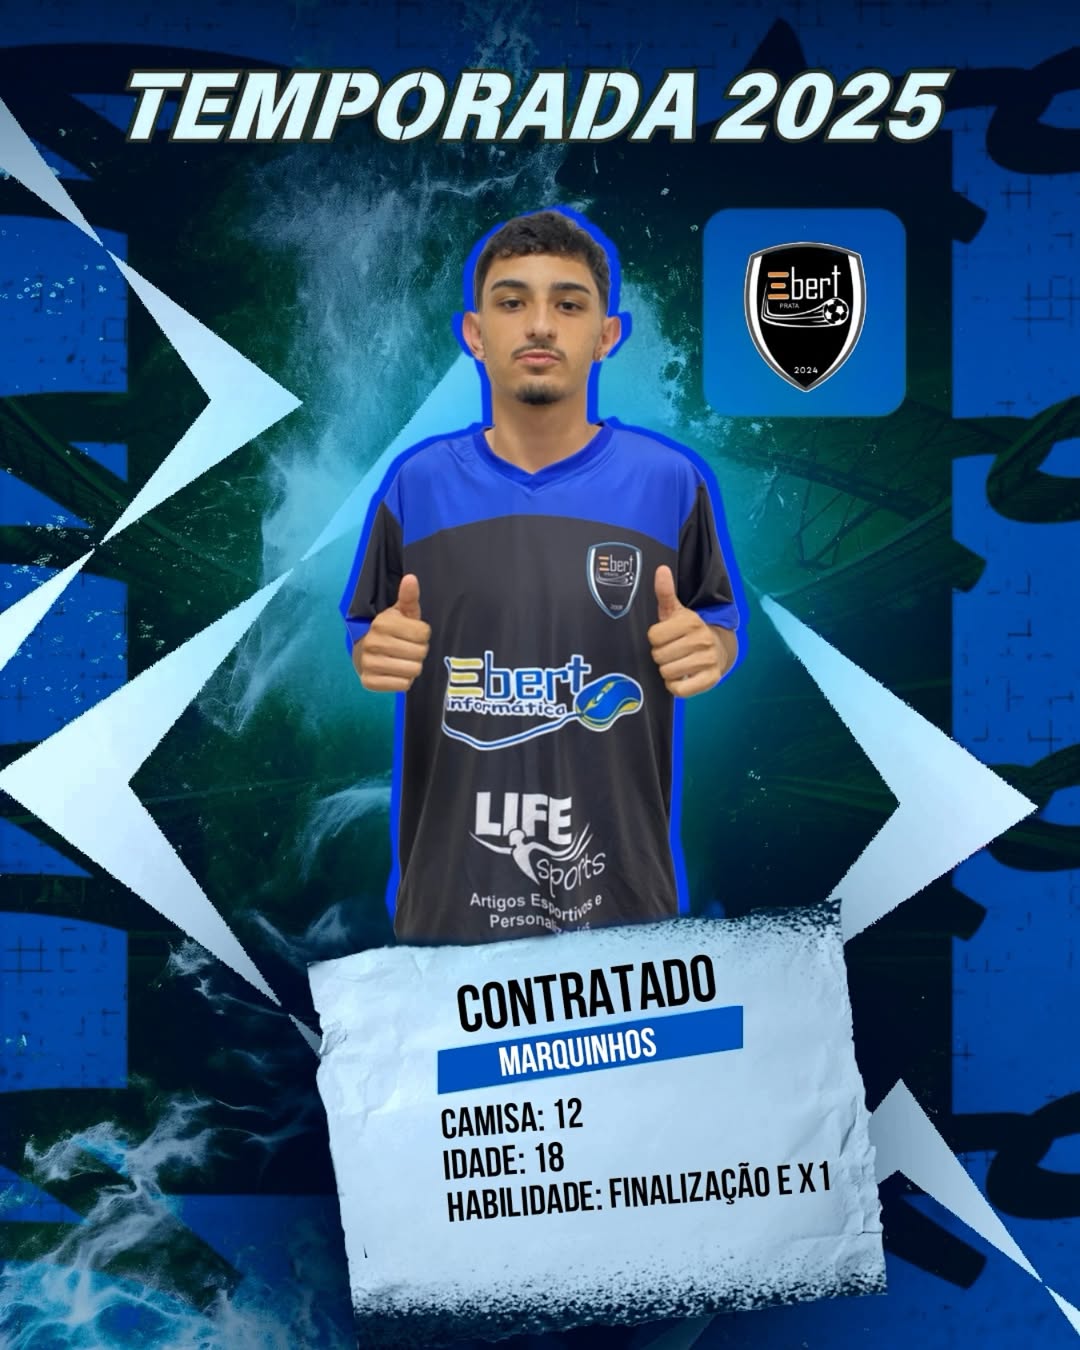 TEMPORADA 2025
Ebert
PRATA
2024
Ebert
PRATA
Ebert
informática
LIFE
sports
Artigos Esportivos e
CONTRATADO
MARQUINHOS
CAMISA: 12
IDADE: 18
HABILIDADE: FINALIZAÇÃO E X1